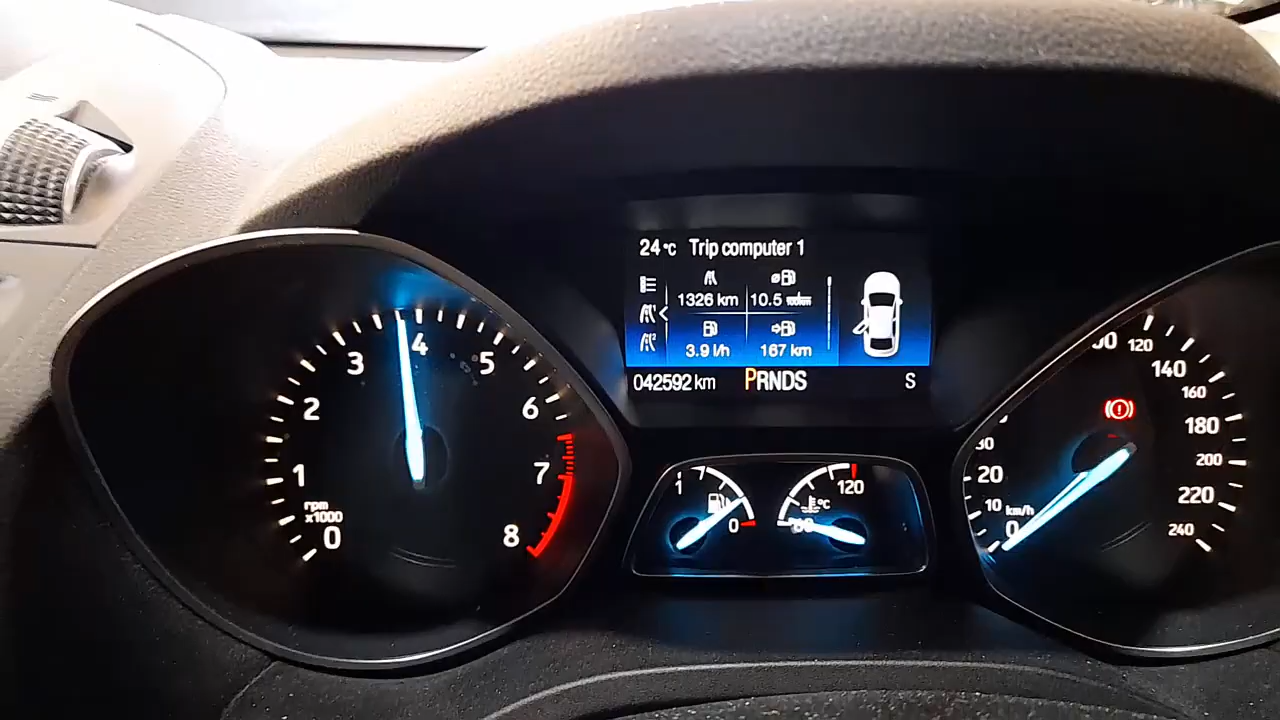 24°C Trip computer 1
1326 km 10.5
3.9 l/h 167 km
042592 km PRNDS S
0 1 2 3 4 5 6 7 8
rpm
x1000
1 0
120
0 10 20 30 120 140 160 180 200 220 240
km/h